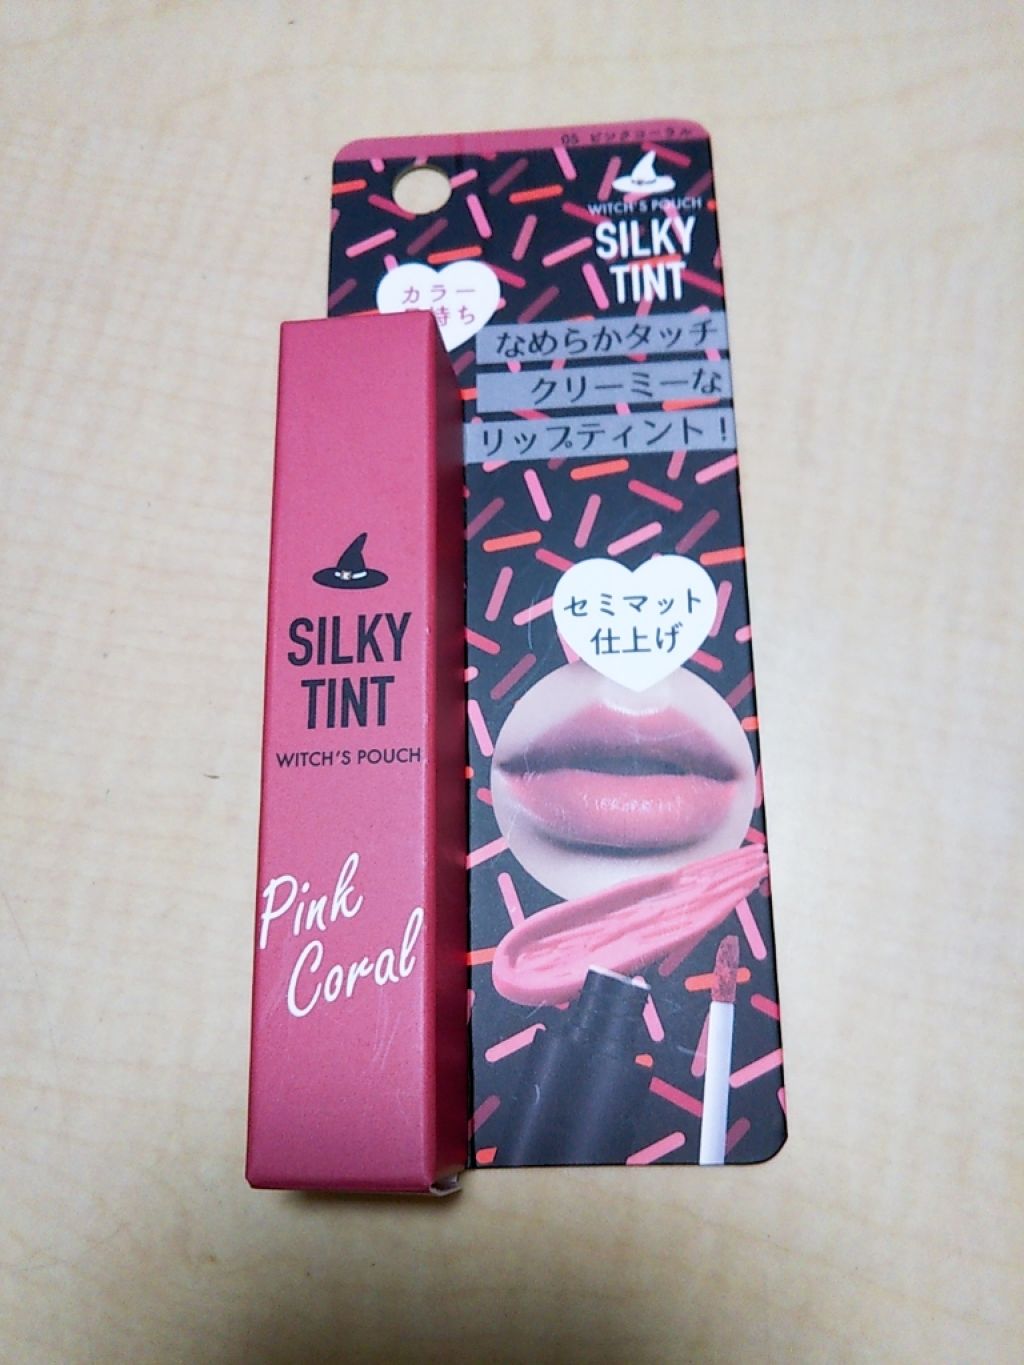 05 ピンクコーラル
WITCH'S POUCH
SILKY
TINT
カラー
持ち
なめらかタッチ
クリーミーな
リップティント!
セミマット
仕上げ
SILKY
TINT
WITCH'S POUCH
Pink
Coral